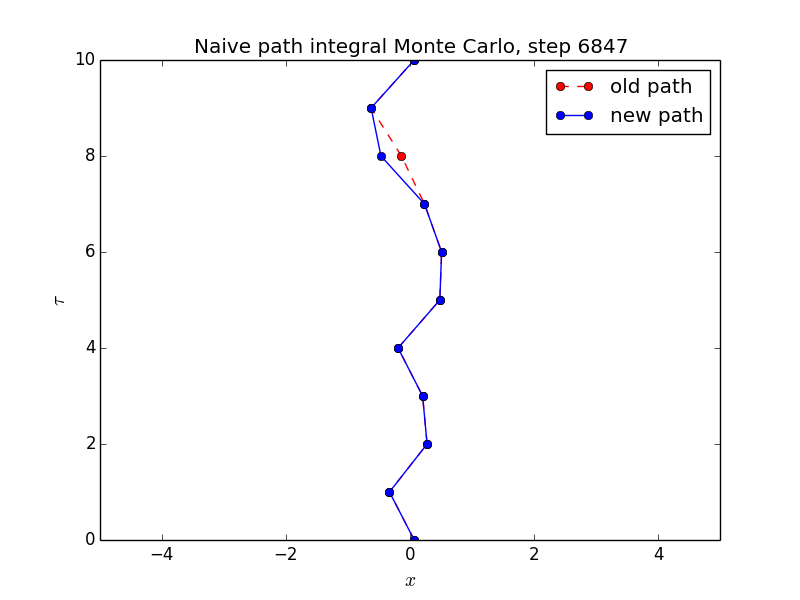 Naive path integral Monte Carlo, step 6847
old path
new path
10
8
6
4
2
0
τ
−4 −2 0 2 4
x